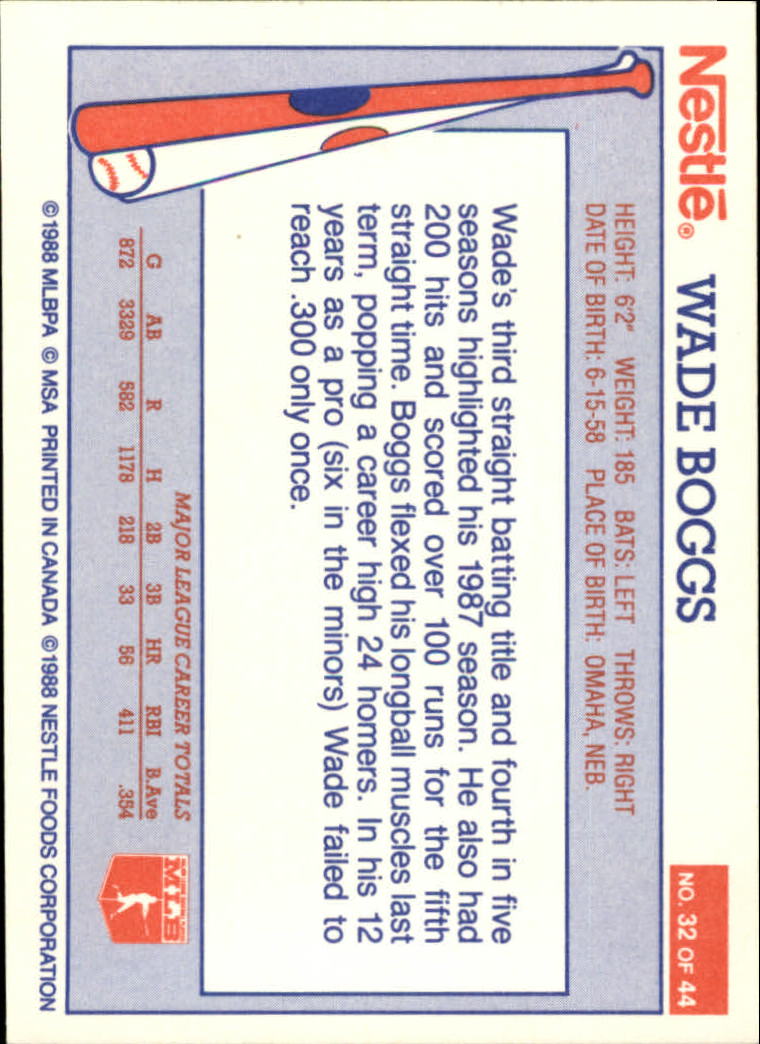 Nestlé® WADE BOGGS NO. 32 OF 44
HEIGHT: 6'2" WEIGHT: 185 BATS: LEFT THROWS: RIGHT
DATE OF BIRTH: 6-15-58 PLACE OF BIRTH: OMAHA, NEB.
Wade's third straight batting title and fourth in five
seasons highlighted his 1987 season. He also had
200 hits and scored over 100 runs for the fifth
straight time. Boggs flexed his longball muscles last
term, popping a career high 24 homers. In his 12
years as a pro (six in the minors) Wade failed to
reach .300 only once.
MAJOR LEAGUE CAREER TOTALS
G AB R H 2B 3B HR RBI B.Ave
872 3329 582 1178 218 33 56 411 .354
MLB
©1988 MLBPA © MSA PRINTED IN CANADA ©1988 NESTLE FOODS CORPORATION